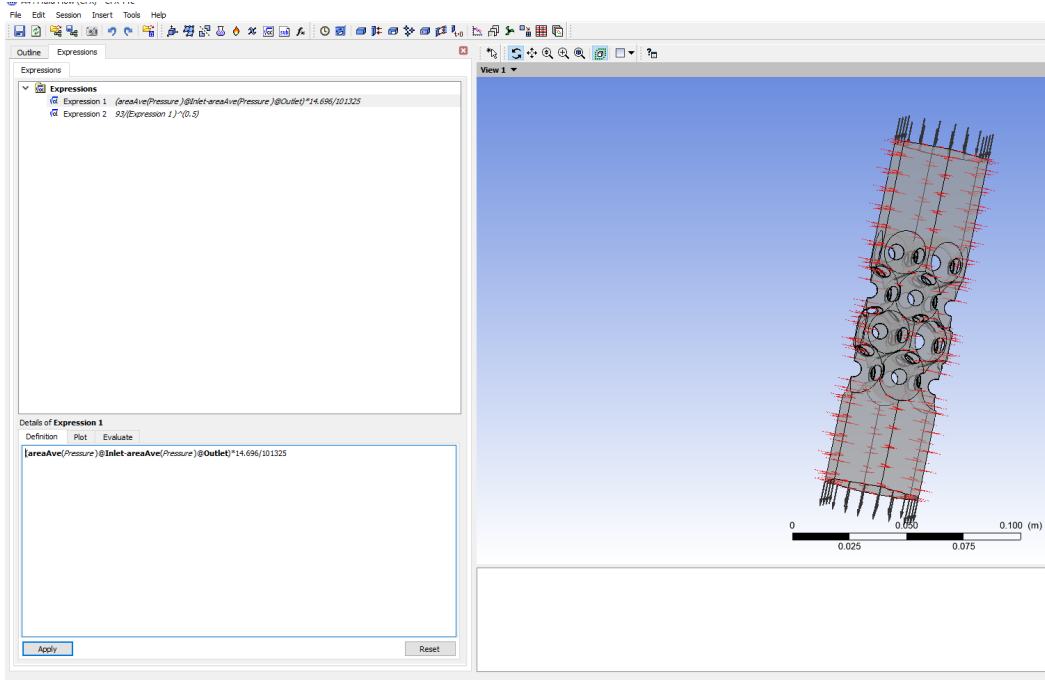 File Edit Session Insert Tools Help
Outline Expressions
Expressions
View 1
Expressions
Expression 1 (areaAve(Pressure )@Inlet-areaAve(Pressure )@Outlet)*14.696/101325
Expression 2 93/(Expression 1 )^(0.5)
Details of Expression 1
Definition Plot Evaluate
(areaAve(Pressure )@Inlet-areaAve(Pressure )@Outlet)*14.696/101325
0 0.050 0.100 (m)
0.025 0.075
Apply Reset